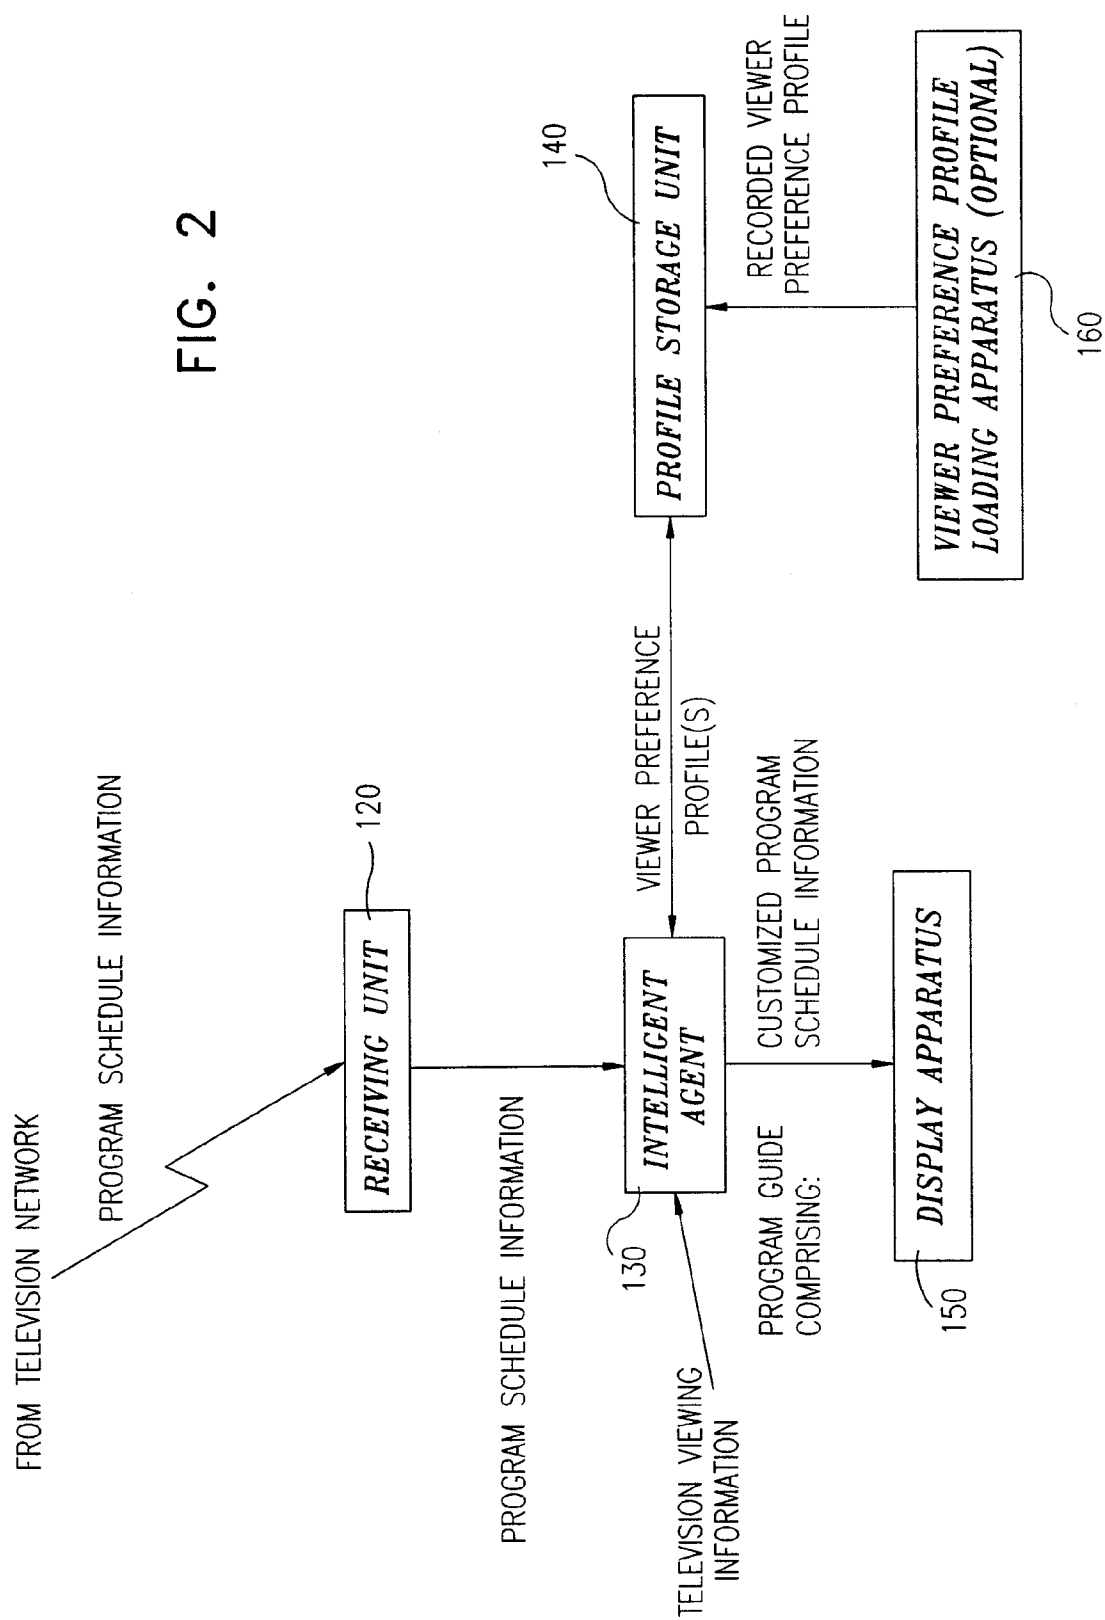 FIG. 2
FROM TELEVISION NETWORK
PROGRAM SCHEDULE INFORMATION
RECEIVING UNIT
120
PROGRAM SCHEDULE INFORMATION
TELEVISION VIEWING
INFORMATION
130
INTELLIGENT
AGENT
VIEWER PREFERENCE
PROFILE(S)
140
PROFILE STORAGE UNIT
PROGRAM GUIDE
COMPRISING:
CUSTOMIZED PROGRAM
SCHEDULE INFORMATION
RECORDED VIEWER
PREFERENCE PROFILE
150
DISPLAY APPARATUS
VIEWER PREFERENCE PROFILE
LOADING APPARATUS (OPTIONAL)
160